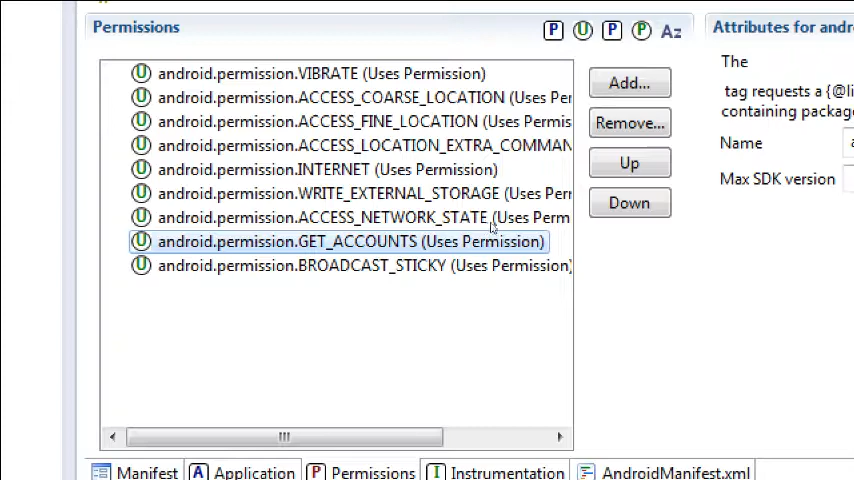 Permissions
P U P P Az
Attributes for andr
U android.permission.VIBRATE (Uses Permission)
U android.permission.ACCESS_COARSE_LOCATION (Uses Per
U android.permission.ACCESS_FINE_LOCATION (Uses Permis
U android.permission.ACCESS_LOCATION_EXTRA_COMMAN
U android.permission.INTERNET (Uses Permission)
U android.permission.WRITE_EXTERNAL_STORAGE (Uses Perr
U android.permission.ACCESS_NETWORK_STATE (Uses Perm
U android.permission.GET_ACCOUNTS (Uses Permission)
U android.permission.BROADCAST_STICKY (Uses Permission)
Add...
Remove...
Up
Down
The
tag requests a {@li
containing package
Name
Max SDK version
Manifest A Application P Permissions I Instrumentation AndroidManifest.xml